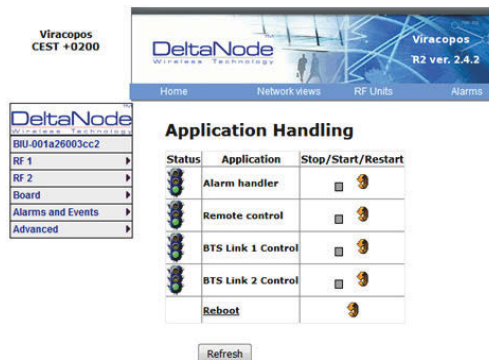 Viracopos
CEST +0200
DeltaNode
Wireless Technology
Viracopos
R2 ver. 2.4.2
Home Network views RF Units Alarms
DeltaNode
Wireless Technology
BIU-001a26003cc2
RF 1
RF 2
Board
Alarms and Events
Advanced
Application Handling
Status Application Stop/Start/Restart
Alarm handler
Remote control
BTS Link 1 Control
BTS Link 2 Control
Reboot
Refresh